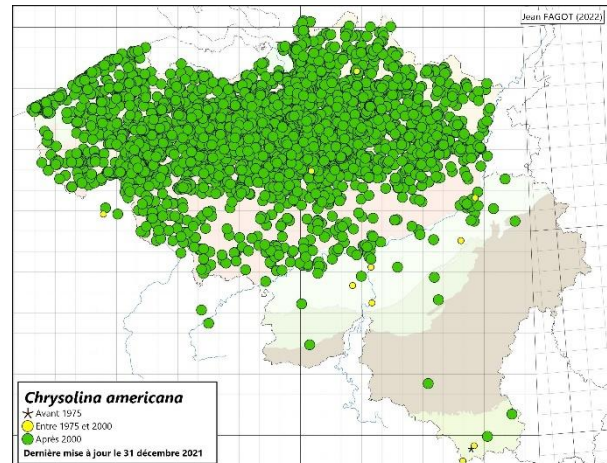 Jean FAGOT (2022)
Chrysolina americana
Avant 1975
Entre 1975 et 2000
Après 2000
Dernière mise à jour le 31 décembre 2021